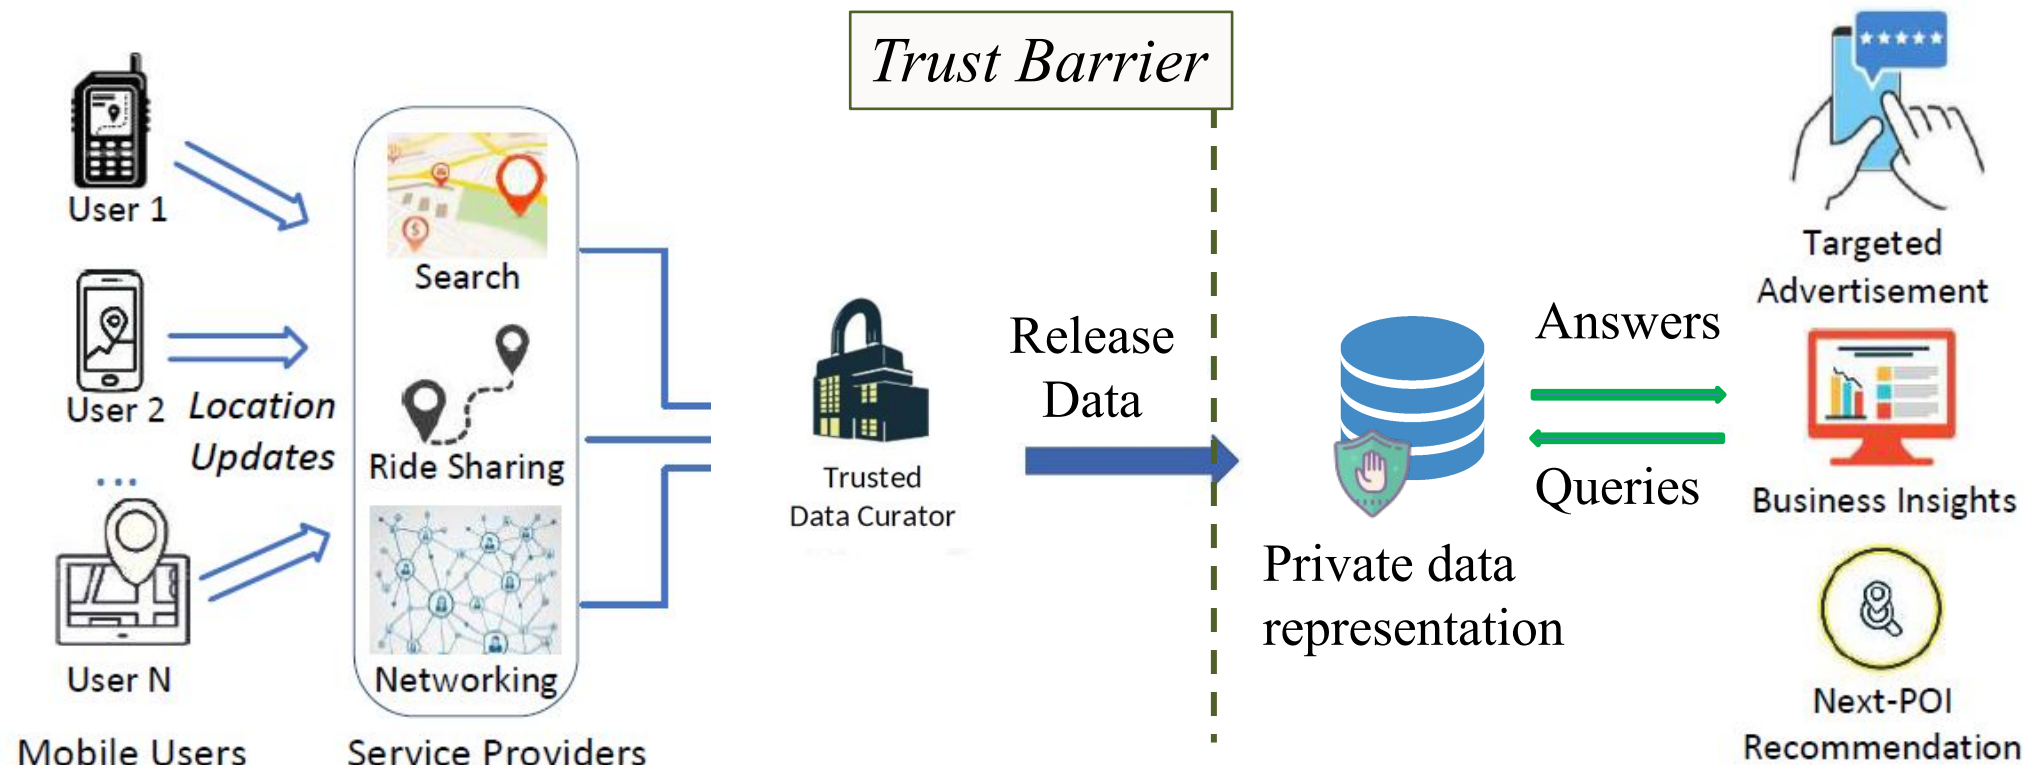 Trust Barrier
User 1
User 2
Location
Updates
...
User N
Mobile Users
Search
Ride Sharing
Networking
Service Providers
Trusted
Data Curator
Release
Data
Private data
representation
Answers
Queries
Targeted
Advertisement
Business Insights
Next-POI
Recommendation